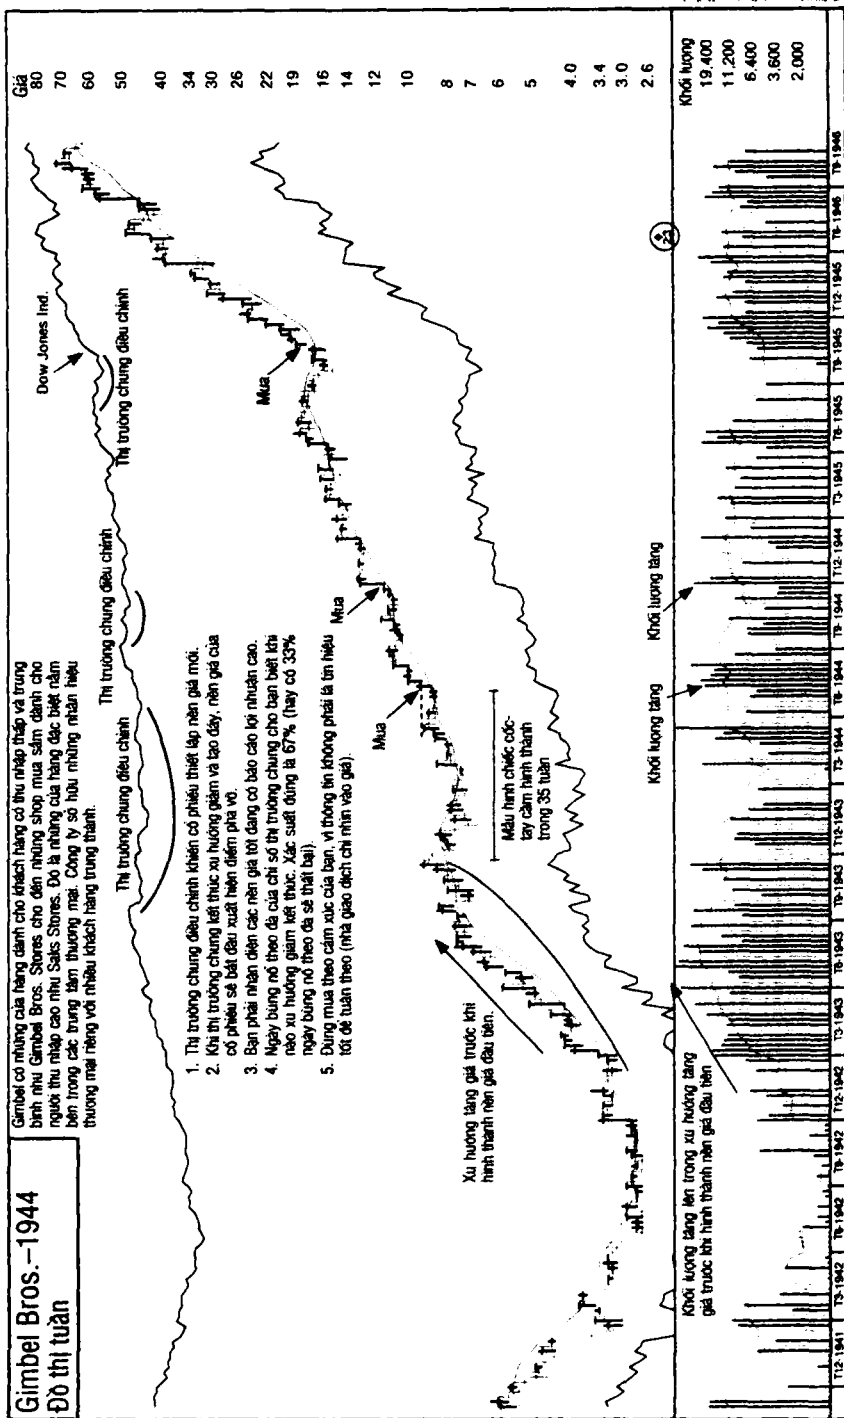 Gimbel Bros.–1944
Đồ thị tuần
Gimbel có những cửa hàng dành cho khách hàng có thu nhập thấp và trung
bình như Gimbel Bros. Stores cho đến những shop mua sắm dành cho
người thu nhập cao như Saks Stores. Đó là những cửa hàng đặc biệt nằm
bên trong các trung tâm thương mại. Công ty sở hữu những nhãn hiệu
thương mại riêng với nhiều khách hàng trung thành.
1. Thị trường chung điều chỉnh khiến cổ phiếu thiết lập nền giá mới.
2. Khi thị trường chung kết thúc xu hướng giảm và tạo đáy, nền giá của
cổ phiếu sẽ bắt đầu xuất hiện điểm phá vỡ.
3. Bạn phải nhận diện các nền giá tốt đang có báo cáo lợi nhuận cao.
4. Ngày bùng nổ theo đà của chỉ số thị trường chung cho bạn biết khi
nào xu hướng giảm kết thúc. Xác suất đúng là 67% (hay có 33%
ngày bùng nổ theo đà sẽ thất bại).
5. Đừng mua theo cảm xúc của bạn, vì thông tin không phải là tín hiệu
tốt để tuân theo (nhà giao dịch chỉ nhìn vào giá).
Thị trường chung điều chỉnh
Thị trường chung điều chỉnh
Thị trường chung điều chỉnh
Dow Jones Ind.
Giá
80
70
60
50
40
34
30
26
22
19
16
14
12
10
8
7
6
5
4.0
3.4
3.0
2.6
Mua
Mua
Mua
Xu hướng tăng giá trước khi
hình thành nền giá đầu tiên.
Mẫu hình chiếc cốc-
tay cầm hình thành
trong 35 tuần
23
Khối lượng tăng lên trong xu hướng tăng
giá trước khi hình thành nền giá đầu tiên
Khối lượng tăng
Khối lượng tăng
Khối lượng
19,400
11,200
6,400
3,600
2,000
T12-1941
T3-1942
T6-1942
T9-1942
T12-1942
T3-1943
T6-1943
T9-1943
T12-1943
T3-1944
T6-1944
T9-1944
T12-1944
T3-1945
T6-1945
T9-1945
T12-1945
T6-1946
T9-1946